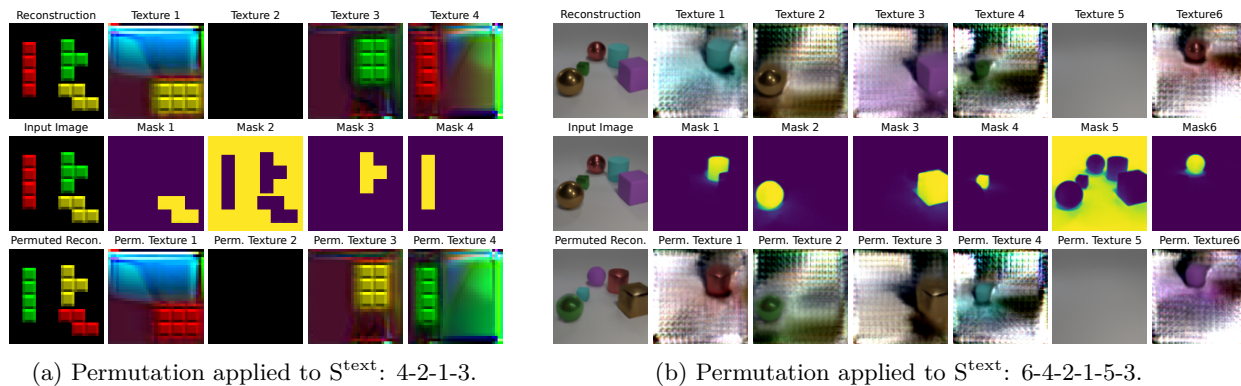 Reconstruction Texture 1 Texture 2 Texture 3 Texture 4
Input Image Mask 1 Mask 2 Mask 3 Mask 4
Permuted Recon. Perm. Texture 1 Perm. Texture 2 Perm. Texture 3 Perm. Texture 4
(a) Permutation applied to S^text: 4-2-1-3.
Reconstruction Texture 1 Texture 2 Texture 3 Texture 4 Texture 5 Texture6
Input Image Mask 1 Mask 2 Mask 3 Mask 4 Mask 5 Mask6
Permuted Recon. Perm. Texture 1 Perm. Texture 2 Perm. Texture 3 Perm. Texture 4 Perm. Texture 5 Perm. Texture6
(b) Permutation applied to S^text: 6-4-2-1-5-3.